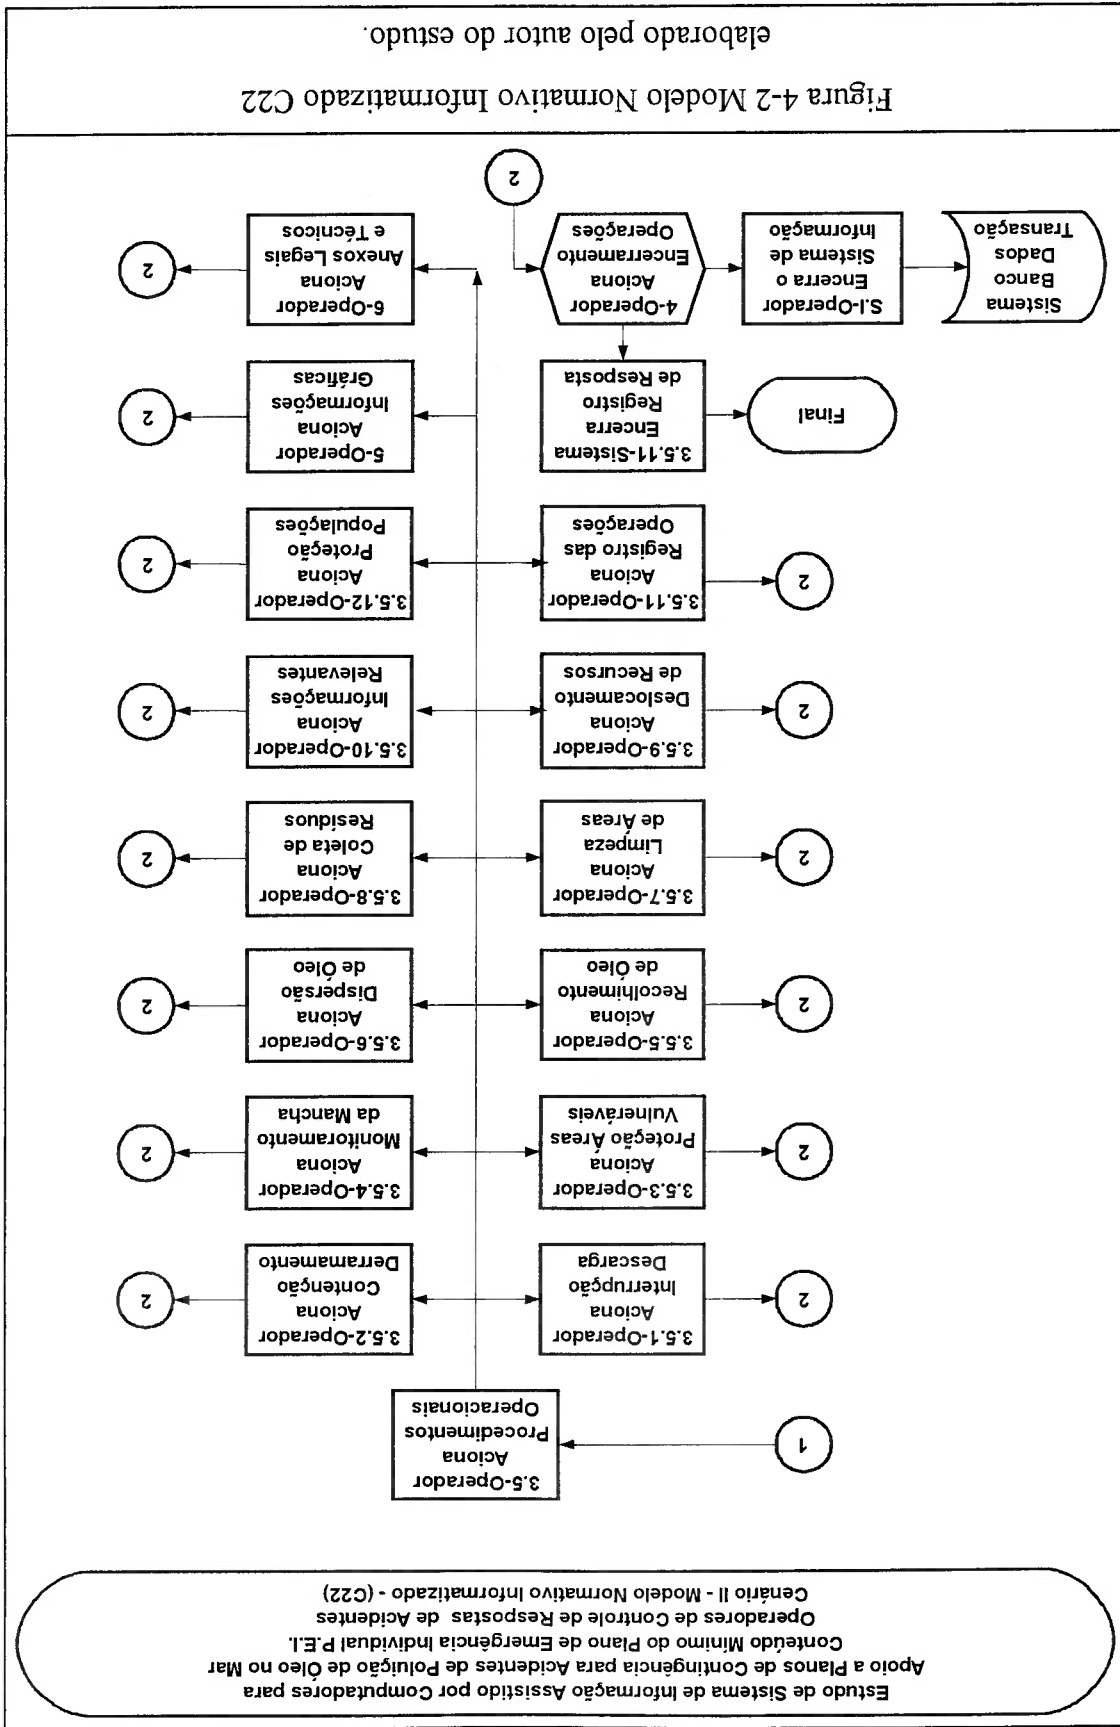 Estudo de Sistema de Informação Assistido por Computadores para
Apoio a Planos de Contingência para Acidentes de Poluição de Óleo no Mar
Conteúdo Mínimo do Plano de Emergência Individual P.E.I.
Operadores de Controle de Respostas de Acidentes
Cenário II - Modelo Normativo Informatizado - (C22)
1
3.5-Operador
Aciona
Procedimentos
Operacionais
2
3.5.1-Operador
Aciona
Interrupção
Descarga
3.5.2-Operador
Aciona
Contenção
Derramamento
2
2
3.5.3-Operador
Aciona
Proteção Áreas
Vulneráveis
3.5.4-Operador
Aciona
Monitoramento
da Mancha
2
2
3.5.5-Operador
Aciona
Recolhimento
de Óleo
3.5.6-Operador
Aciona
Dispersão
de Óleo
2
2
3.5.7-Operador
Aciona
Limpeza
de Áreas
3.5.8-Operador
Aciona
Coleta de
Resíduos
2
2
3.5.9-Operador
Aciona
Deslocamento
de Recursos
3.5.10-Operador
Aciona
Informações
Relevantes
2
2
3.5.11-Operador
Aciona
Registro das
Operações
3.5.12-Operador
Aciona
Proteção
Populações
2
Final
3.5.11-Sistema
Encerra
Registro
de Resposta
5-Operador
Aciona
Informações
Gráficas
2
Sistema
Banco
Dados
Transação
S.I-Operador
Encerra o
Sistema de
Informação
4-Operador
Aciona
Encerramento
Operações
6-Operador
Aciona
Anexos Legais
e Técnicos
2
2
Figura 4-2 Modelo Normativo Informatizado C22
elaborado pelo autor do estudo.